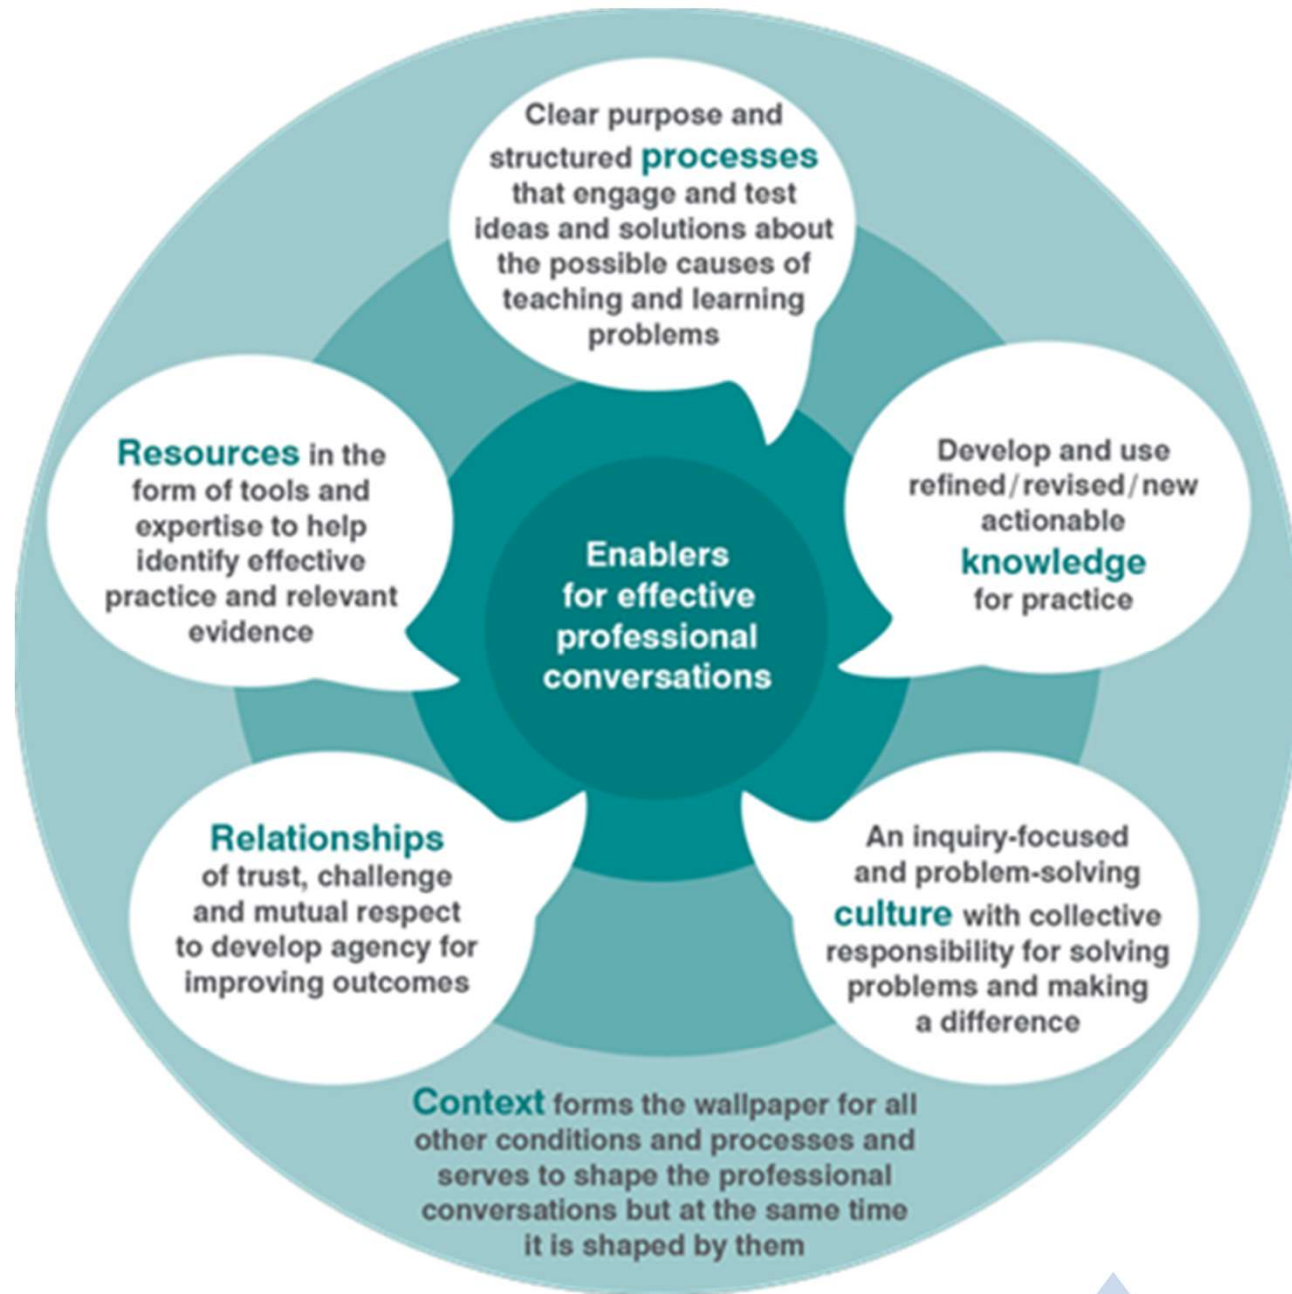 Clear purpose and
structured processes
that engage and test
ideas and solutions about
the possible causes of
teaching and learning
problems
Resources in the
form of tools and
expertise to help
identify effective
practice and relevant
evidence
Develop and use
refined/revised/new
actionable
knowledge
for practice
Enablers
for effective
professional
conversations
Relationships
of trust, challenge
and mutual respect
to develop agency for
improving outcomes
An inquiry-focused
and problem-solving
culture with collective
responsibility for solving
problems and making
a difference
Context forms the wallpaper for all
other conditions and processes and
serves to shape the professional
conversations but at the same time
it is shaped by them